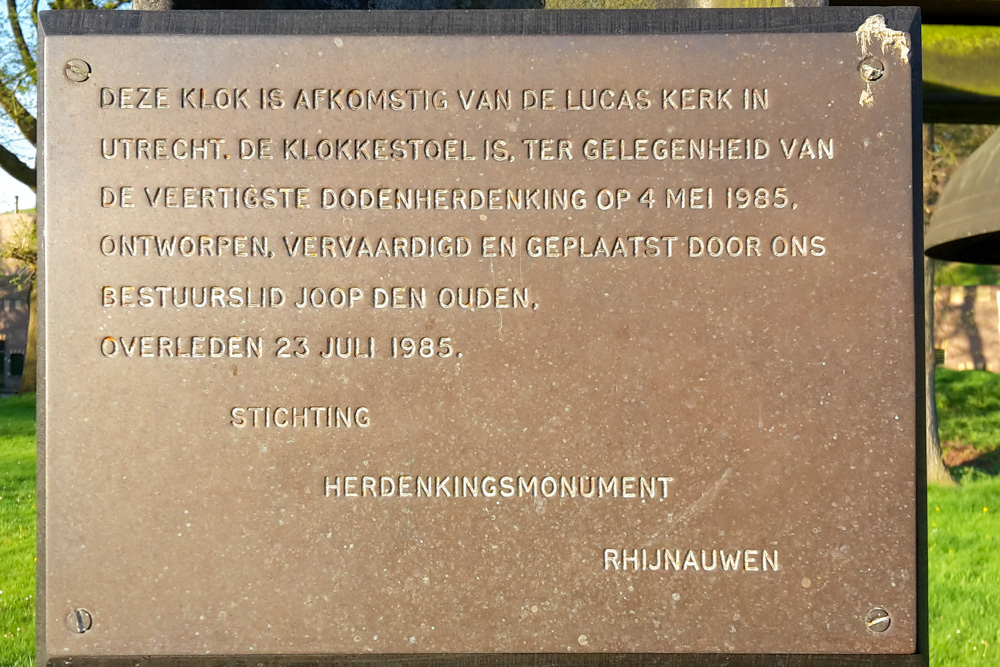 DEZE KLOK IS AFKOMSTIG VAN DE LUCAS KERK IN
UTRECHT. DE KLOKKESTOEL IS, TER GELEGENHEID VAN
DE VEERTIGSTE DODENHERDENKING OP 4 MEI 1985,
ONTWORPEN, VERVAARDIGD EN GEPLAATST DOOR ONS
BESTUURSLID JOOP DEN OUDEN,
OVERLEDEN 23 JULI 1985.
STICHTING
HERDENKINGSMONUMENT
RHIJNAUWEN